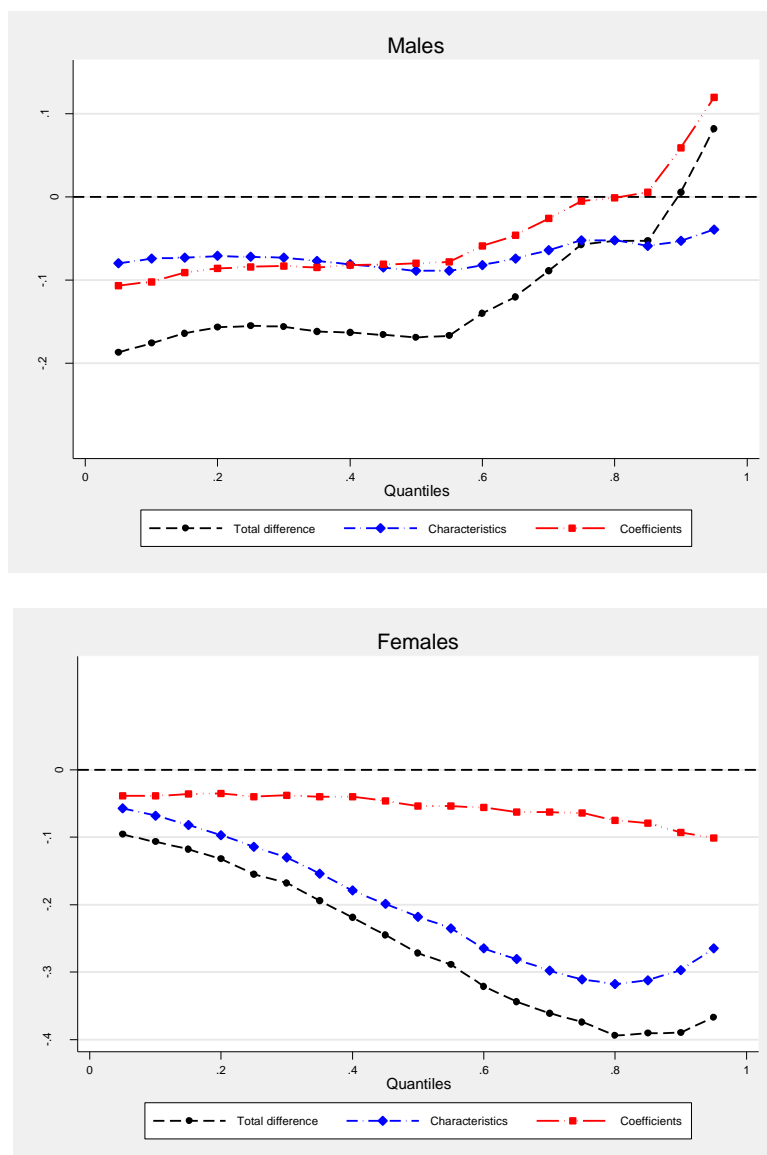 Males
.1
0
-.1
-.2
0 .2 .4 .6 .8 1
Quantiles
Total difference Characteristics Coefficients
Females
0
-.1
-.2
-.3
-.4
0 .2 .4 .6 .8 1
Quantiles
Total difference Characteristics Coefficients